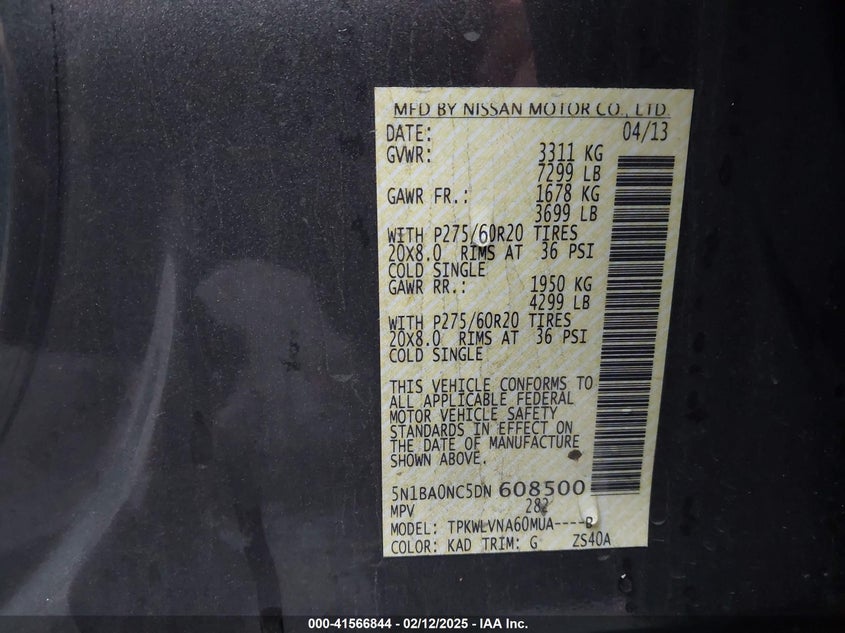 MFD BY NISSAN MOTOR CO., LTD.
DATE: 04/13
GVWR: 3311 KG
7299 LB
GAWR FR.: 1678 KG
3699 LB
WITH P275/60R20 TIRES
20X8.0 RIMS AT 36 PSI
COLD SINGLE
GAWR RR.: 1950 KG
4299 LB
WITH P275/60R20 TIRES
20X8.0 RIMS AT 36 PSI
COLD SINGLE
THIS VEHICLE CONFORMS TO
ALL APPLICABLE FEDERAL
MOTOR VEHICLE SAFETY
STANDARDS IN EFFECT ON
THE DATE OF MANUFACTURE
SHOWN ABOVE.
5N1BA0NC5DN 608500
MPV 282
MODEL: TPKWLVNA60MUA----B
COLOR: KAD TRIM: G ZS40A
000-41566844 - 02/12/2025 - IAA Inc.